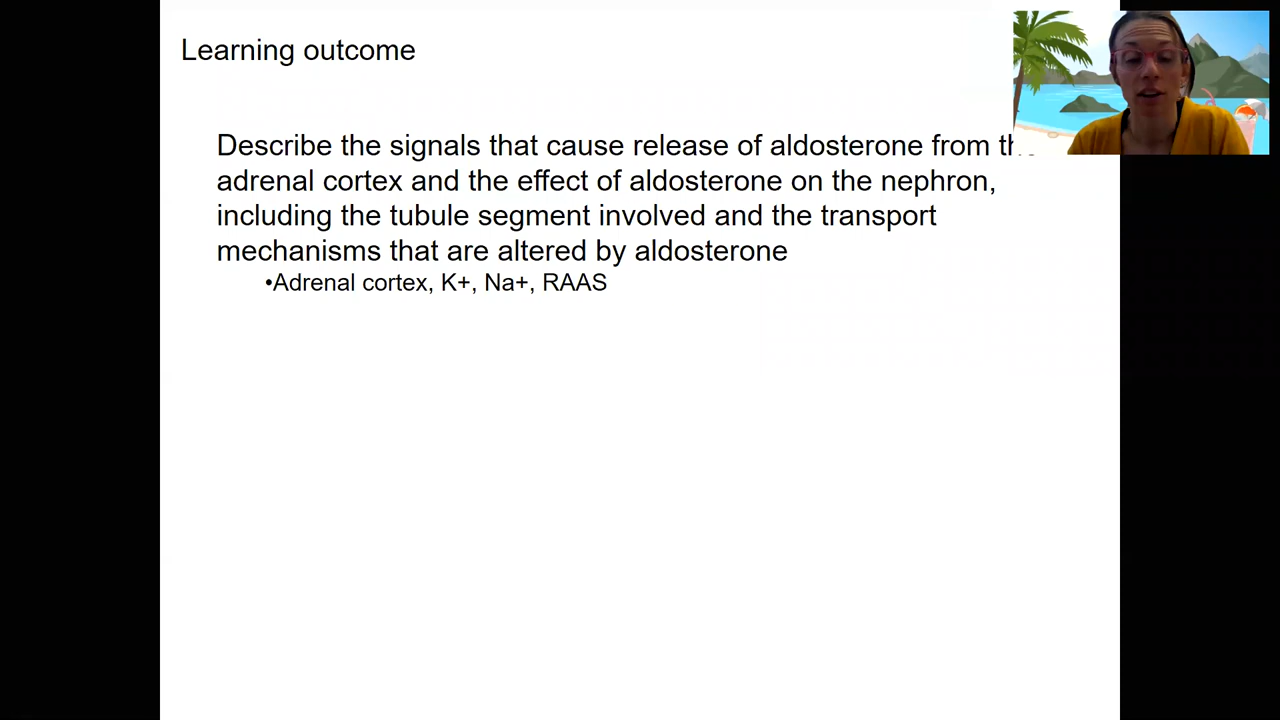 Learning outcome
Describe the signals that cause release of aldosterone from
adrenal cortex and the effect of aldosterone on the nephron,
including the tubule segment involved and the transport
mechanisms that are altered by aldosterone
•Adrenal cortex, K+, Na+, RAAS